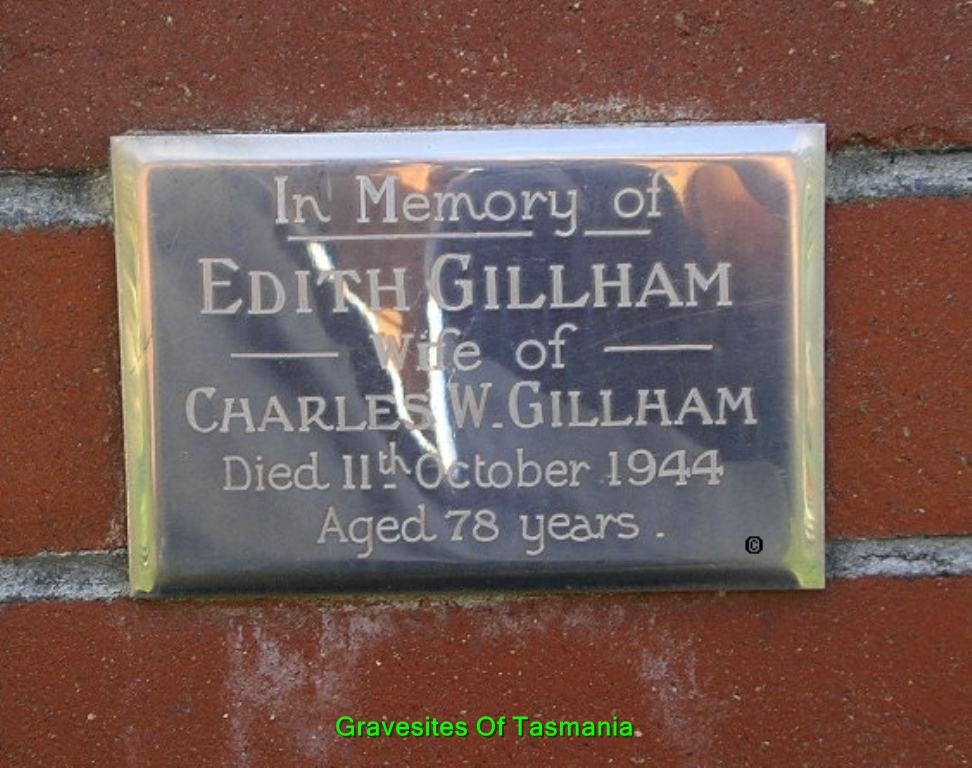 In Memory of
EDITH GILLHAM
Wife of
CHARLES W. GILLHAM
Died 11th October 1944
Aged 78 years .
©
Gravesites Of Tasmania